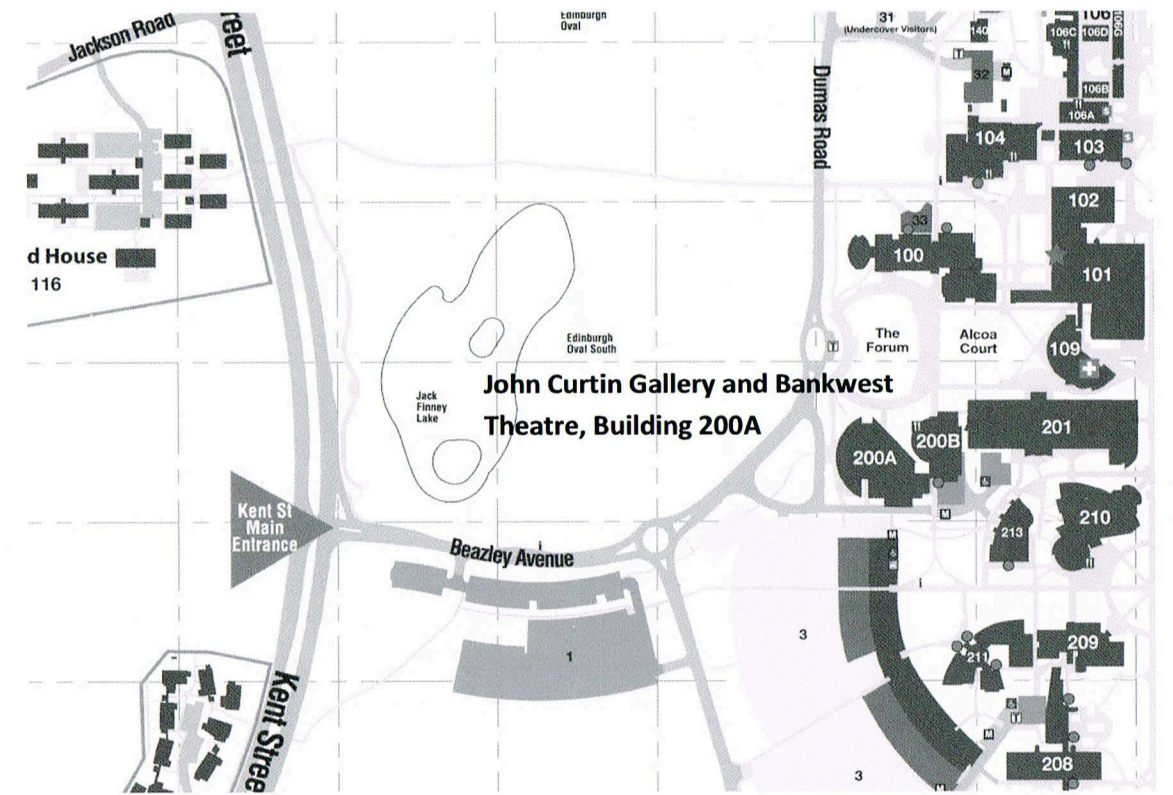 Edinburgh
Oval
31
(Undercover Visitors)
106
106G
140
106C
106D
Jackson Road
reet
T
32
M
106B
106A
Dumas Road
104
103
i
102
33
100
101
d House
116
The
Forum
Alcoa
Court
T
109
Edinburgh
Oval South
John Curtin Gallery and Bankwest
Theatre, Building 200A
Jack
Finney
Lake
201
200B
200A
Kent St
Main
Entrance
M
210
213
M
i
Beazley Avenue
i
3
1
209
211
Kent Stree
T
M
208
3
M